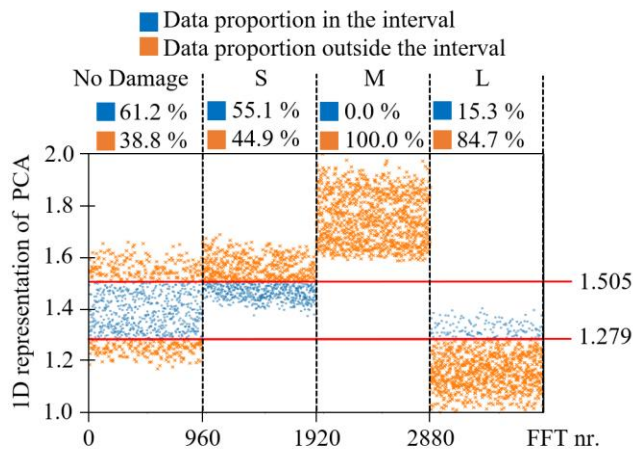 Data proportion in the interval
Data proportion outside the interval
No Damage S M L
61.2 % 55.1 % 0.0 % 15.3 %
38.8 % 44.9 % 100.0 % 84.7 %
1D representation of PCA
2.0
1.8
1.6
1.505
1.4
1.279
1.2
1.0
0 960 1920 2880 FFT nr.